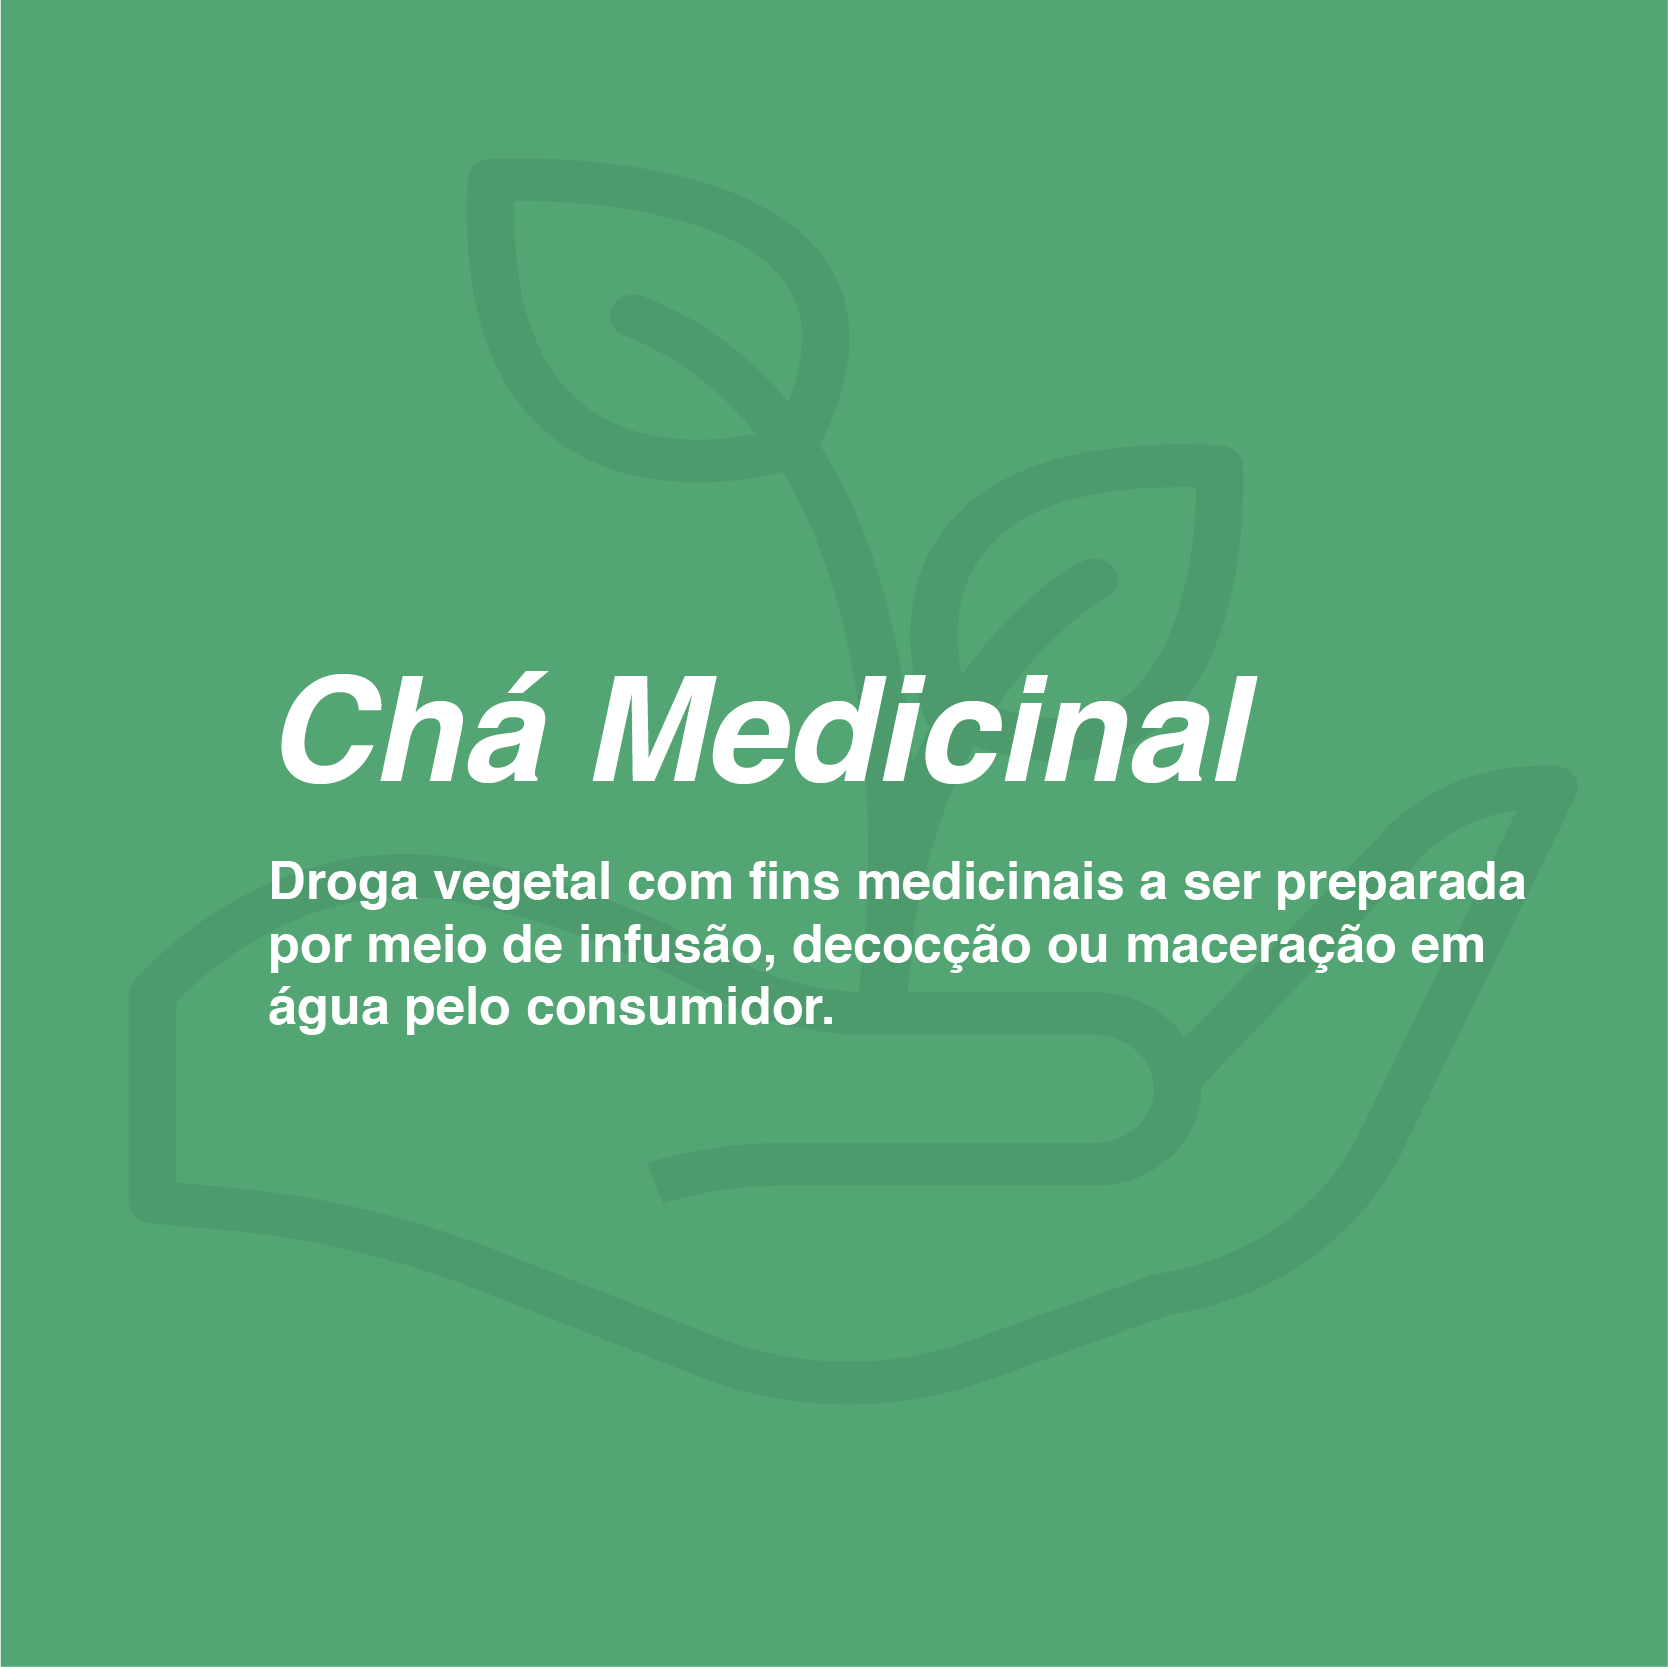 Chá Medicinal
Droga vegetal com fins medicinais a ser preparada
por meio de infusão, decocção ou maceração em
água pelo consumidor.